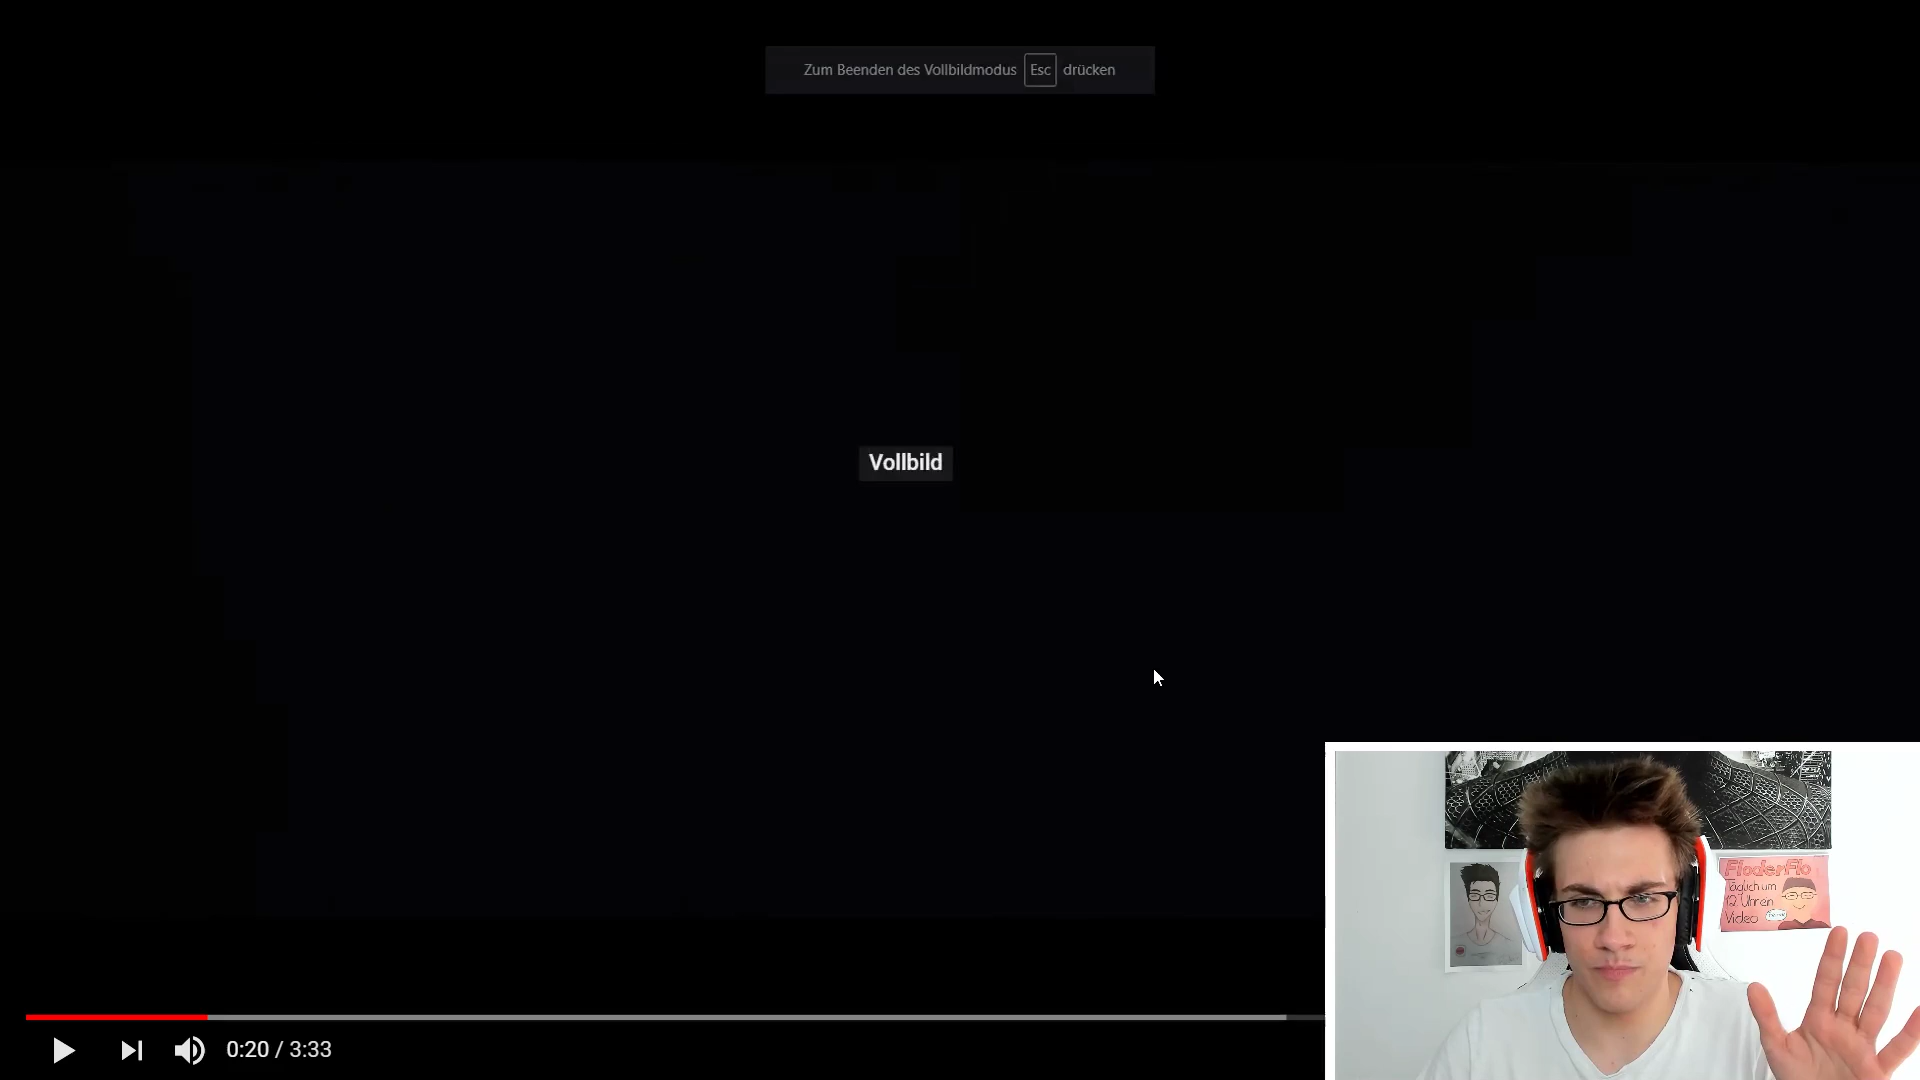 Zum Beenden des Vollbildmodus Esc drücken
Vollbild
FloderFlo
Täglich um
12 Uhr ein
Video
0:20 / 3:33